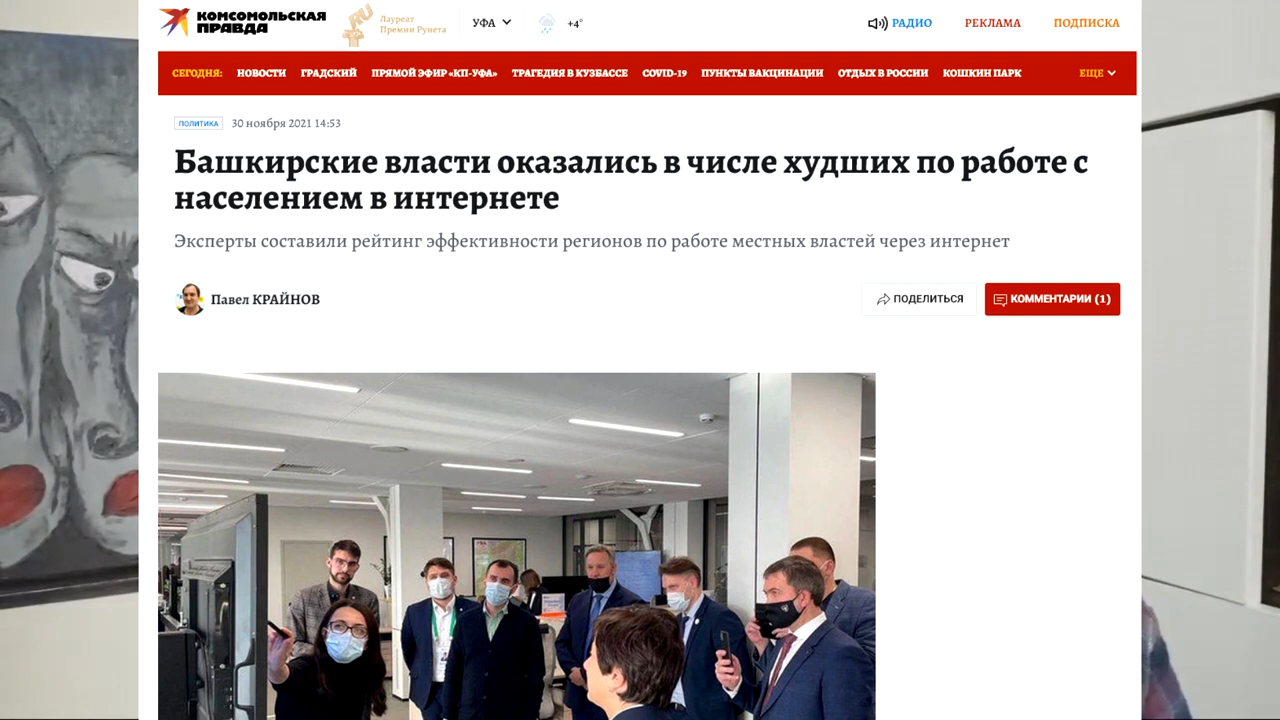 КОМСОМОЛЬСКАЯ
ПРАВДА
.RU
Лауреат
Премии Рунета
УФА
+4°
РАДИО
РЕКЛАМА
ПОДПИСКА
СЕГОДНЯ: НОВОСТИ ГРАДСКИЙ ПРЯМОЙ ЭФИР «КП-УФА» ТРАГЕДИЯ В КУЗБАССЕ COVID-19 ПУНКТЫ ВАКЦИНАЦИИ ОТДЫХ В РОССИИ КОШКИН ПАРК ЕЩЕ
ПОЛИТИКА 30 ноября 2021 14:53
Башкирские власти оказались в числе худших по работе с
населением в интернете
Эксперты составили рейтинг эффективности регионов по работе местных властей через интернет
Павел КРАЙНОВ
ПОДЕЛИТЬСЯ
КОММЕНТАРИИ (1)